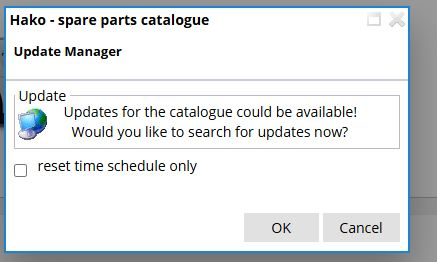 Hako - spare parts catalogue
Update Manager
Update
Updates for the catalogue could be available!
Would you like to search for updates now?
reset time schedule only
OK
Cancel